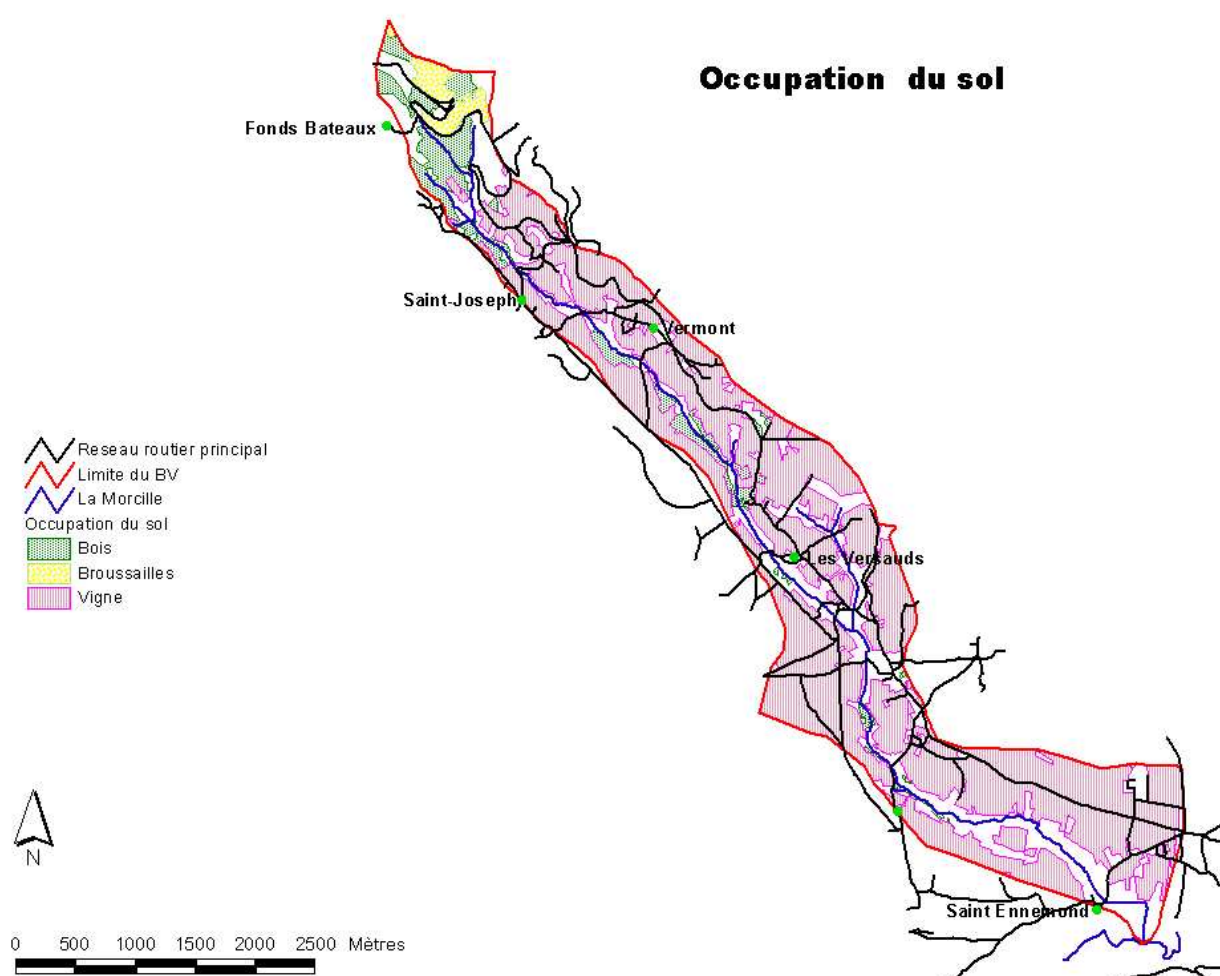 Occupation du sol
Fonds Bateaux
Saint-Joseph
Vermont
Reseau routier principal
Limite du BV
La Morcille
Occupation du sol
Bois
Broussailles
Vigne
Les Versauds
N
Saint Ennemond
0 500 1000 1500 2000 2500 Mètres